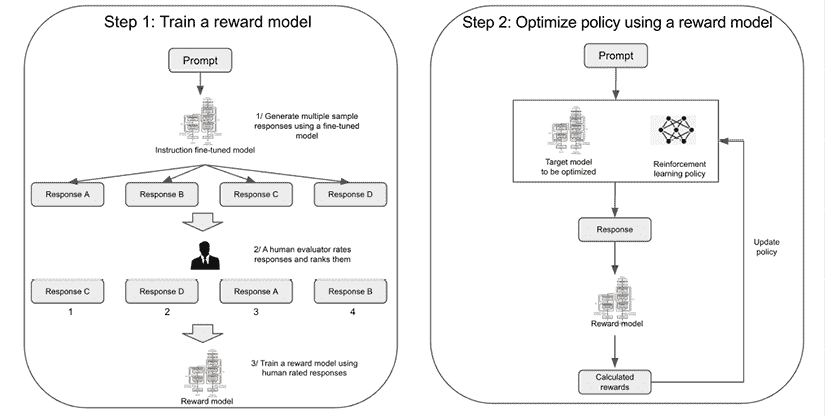 Step 1: Train a reward model
Prompt
1/ Generate multiple sample
responses using a fine-tuned
model
Instruction fine-tuned model
Response A
Response B
Response C
Response D
2/ A human evaluator rates
responses and ranks them
Response C
Response D
Response A
Response B
1
2
3
4
3/ Train a reward model using
human rated responses
Reward model
Step 2: Optimize policy using a reward model
Prompt
Target model
to be optimized
Reinforcement
learning policy
Response
Update
policy
Reward model
Calculated
rewards